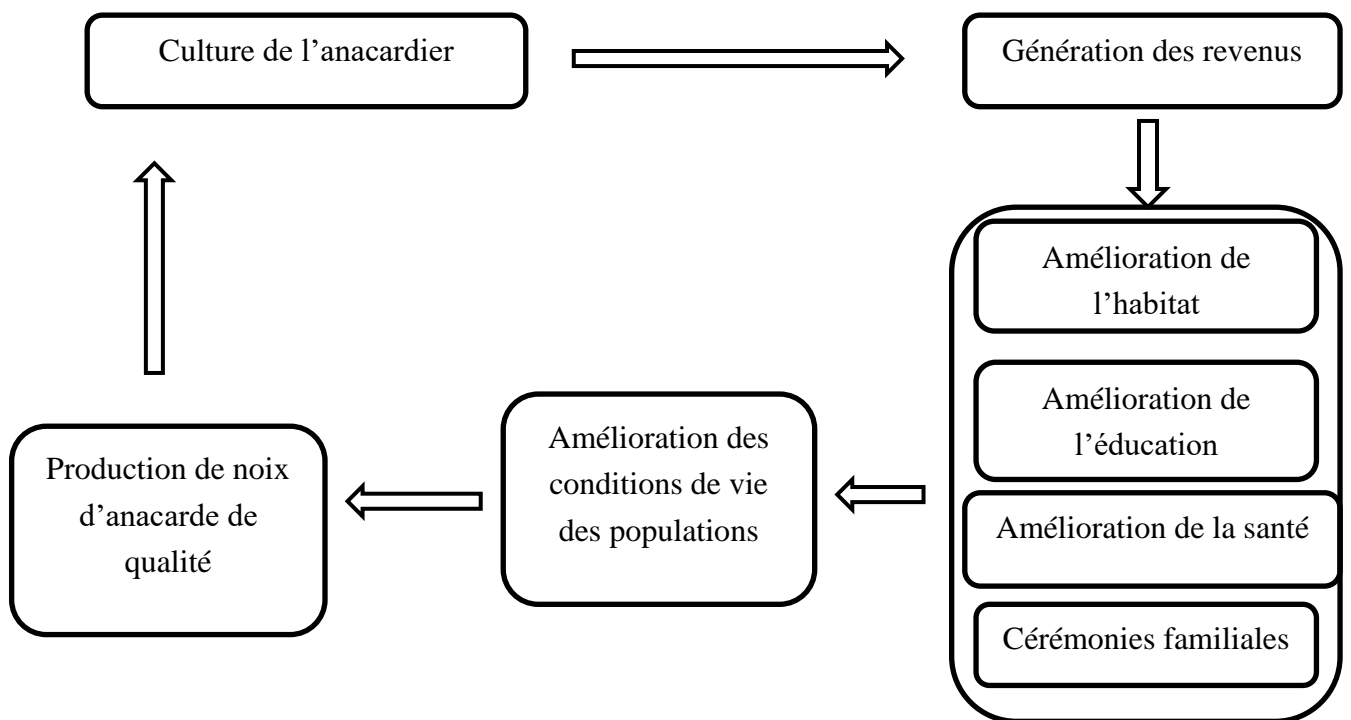 Culture de l’anacardier
Génération des revenus
Amélioration de
l’habitat
Amélioration de
l’éducation
Amélioration de la santé
Cérémonies familiales
Amélioration des
conditions de vie
des populations
Production de noix
d’anacarde de
qualité